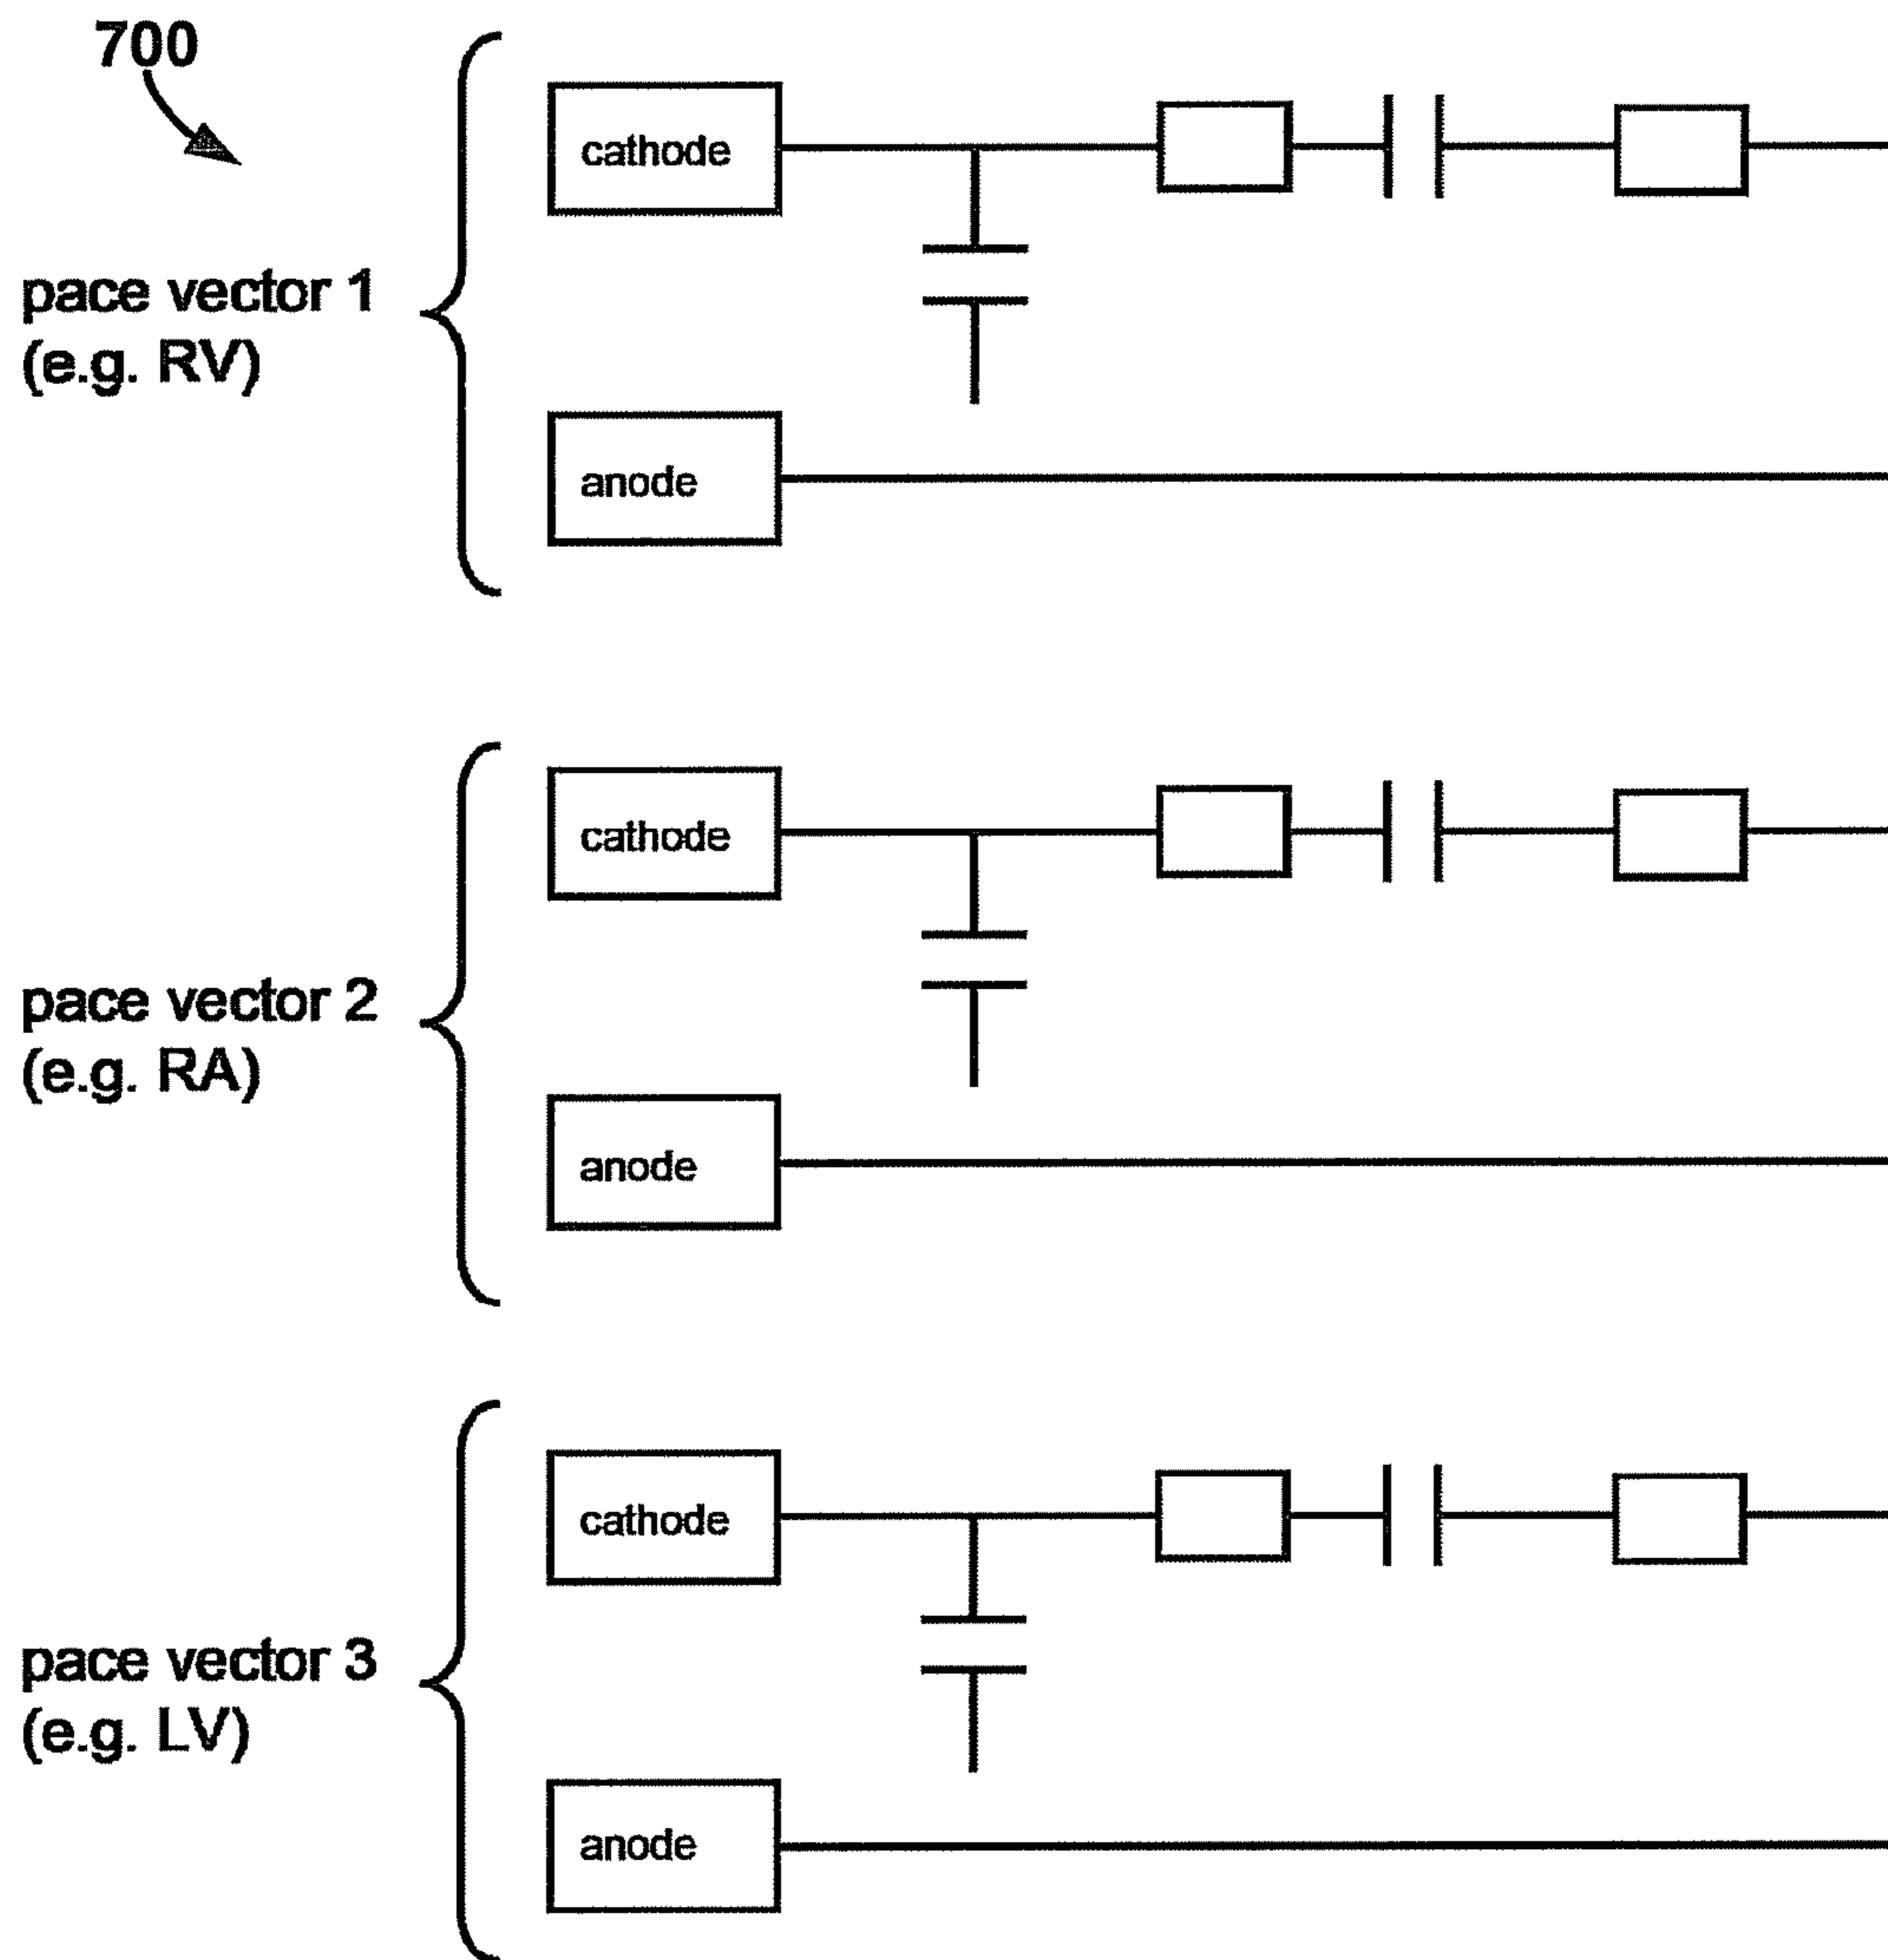 700
cathode
pace vector 1
(e.g. RV)
anode
cathode
pace vector 2
(e.g. RA)
anode
cathode
pace vector 3
(e.g. LV)
anode